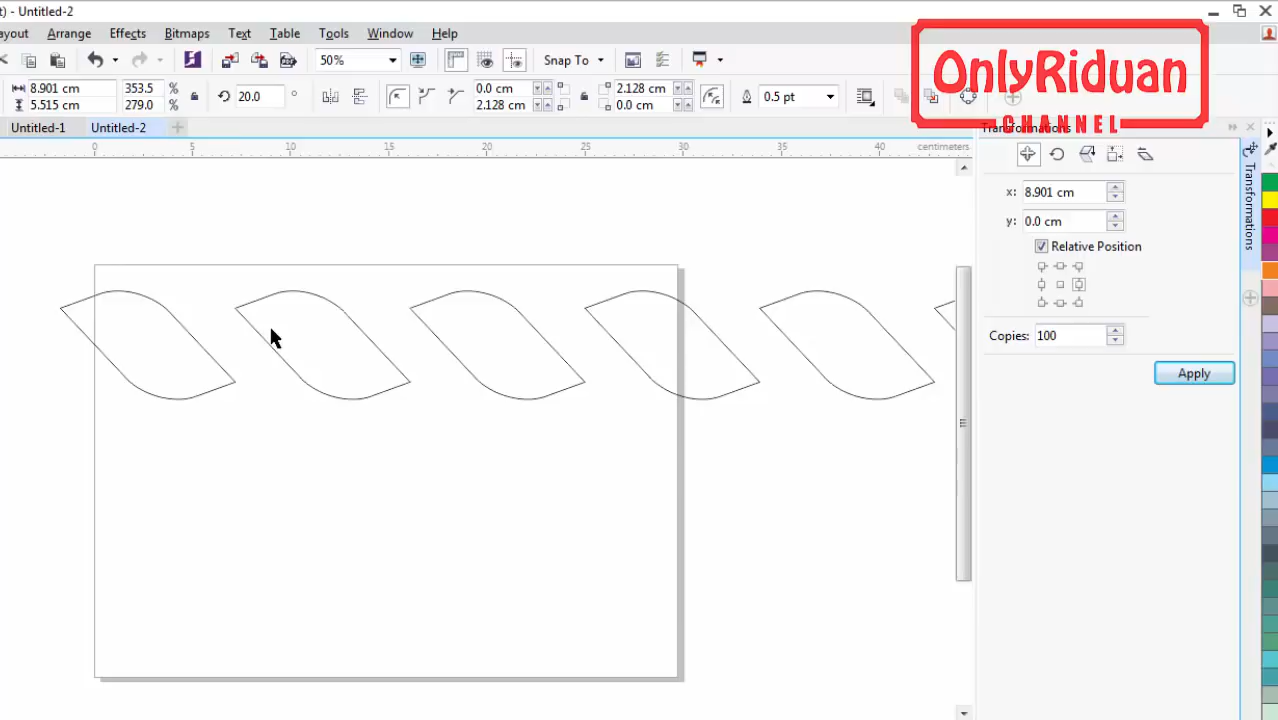 t) - Untitled-2
ayout Arrange Effects Bitmaps Text Table Tools Window Help
50% Snap To
8.901 cm 353.5 %
5.515 cm 279.0 %
20.0 °
0.0 cm 2.128 cm
2.128 cm 0.0 cm
0.5 pt
OnlyRiduan
CHANNEL
Untitled-1 Untitled-2
Transformations
0 5 10 15 20 25 30 35 40 centimeters
x: 8.901 cm
y: 0.0 cm
Relative Position
Copies: 100
Apply
Transformations